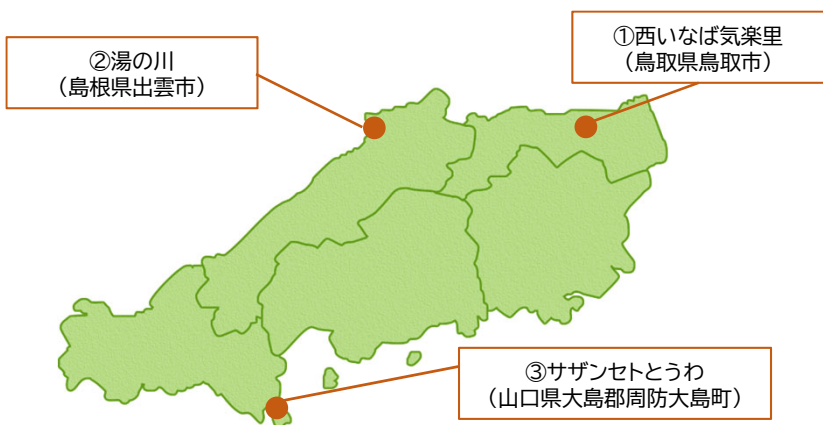 ①西いなば気楽里
（鳥取県鳥取市）
②湯の川
（島根県出雲市）
③サザンセトとうわ
（山口県大島郡周防大島町）